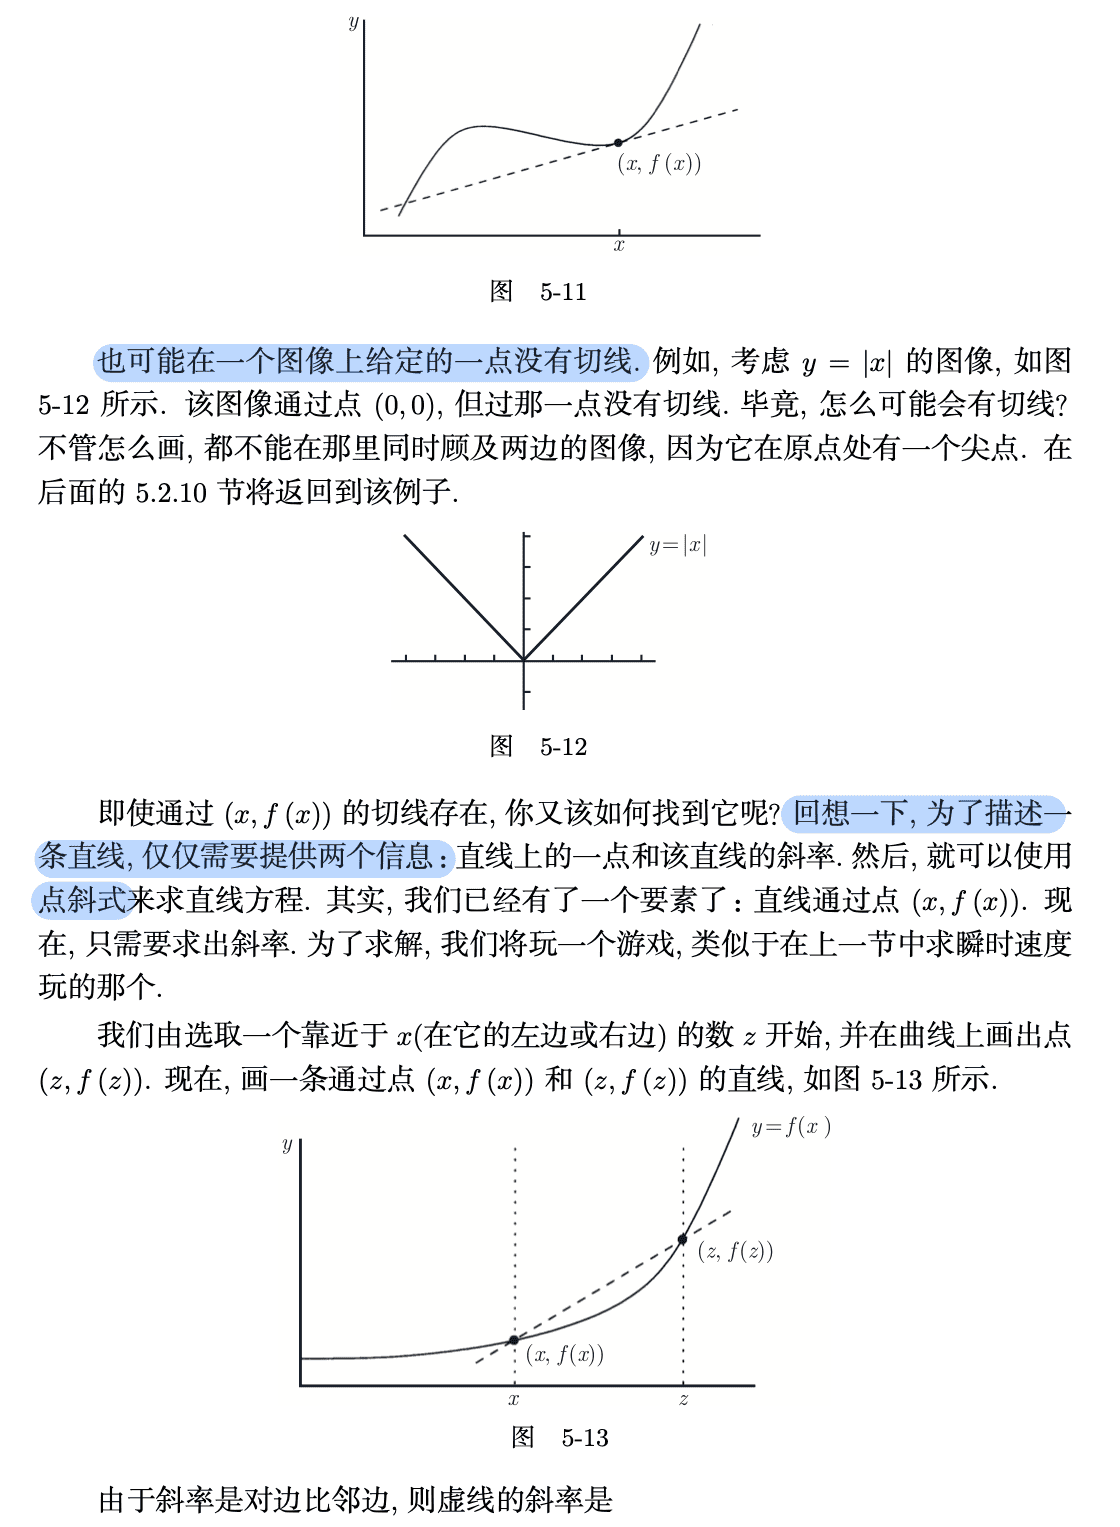 y
(x, f (x))
x
图 5-11
也可能在一个图像上给定的一点没有切线. 例如, 考虑 y = |x| 的图像, 如图
5-12 所示. 该图像通过点 (0, 0), 但过那一点没有切线. 毕竟, 怎么可能会有切线?
不管怎么画, 都不能在那里同时顾及两边的图像, 因为它在原点处有一个尖点. 在
后面的 5.2.10 节将返回到该例子.
y=|x|
图 5-12
即使通过 (x, f (x)) 的切线存在, 你又该如何找到它呢? 回想一下, 为了描述一
条直线, 仅仅需要提供两个信息: 直线上的一点和该直线的斜率. 然后, 就可以使用
点斜式来求直线方程. 其实, 我们已经有了一个要素了: 直线通过点 (x, f (x)). 现
在, 只需要求出斜率. 为了求解, 我们将玩一个游戏, 类似于在上一节中求瞬时速度
玩的那个.
我们由选取一个靠近于 x(在它的左边或右边) 的数 z 开始, 并在曲线上画出点
(z, f (z)). 现在, 画一条通过点 (x, f (x)) 和 (z, f (z)) 的直线, 如图 5-13 所示.
y=f(x )
y
(z, f(z))
(x, f(x))
x z
图 5-13
由于斜率是对边比邻边, 则虚线的斜率是